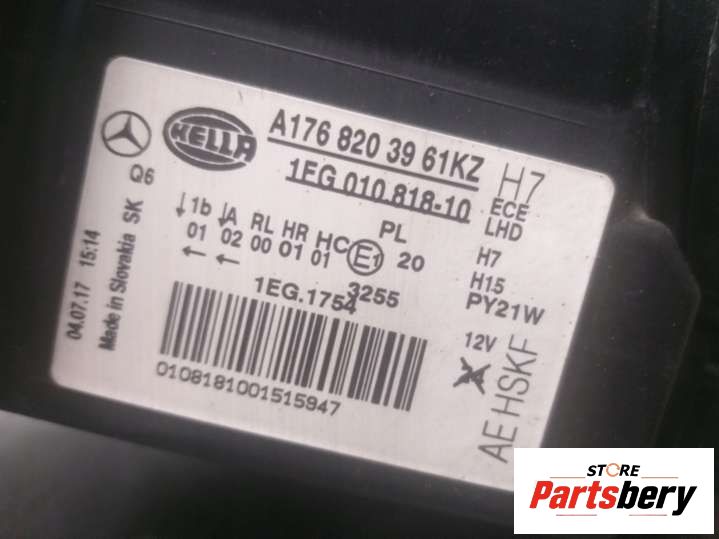 HELLA
A176 820 39 61KZ
1EG 010.818-10
H7
ECE
LHD
PL
Q6
1b A RL HR HC E1 20
01 02 00 01 01
H7
H15
PY21W
3255
1EG.1754
12V
04.07.17 15:14
Made in Slovakia SK
0108181001515947
AE HSKF
STORE
Partsbery